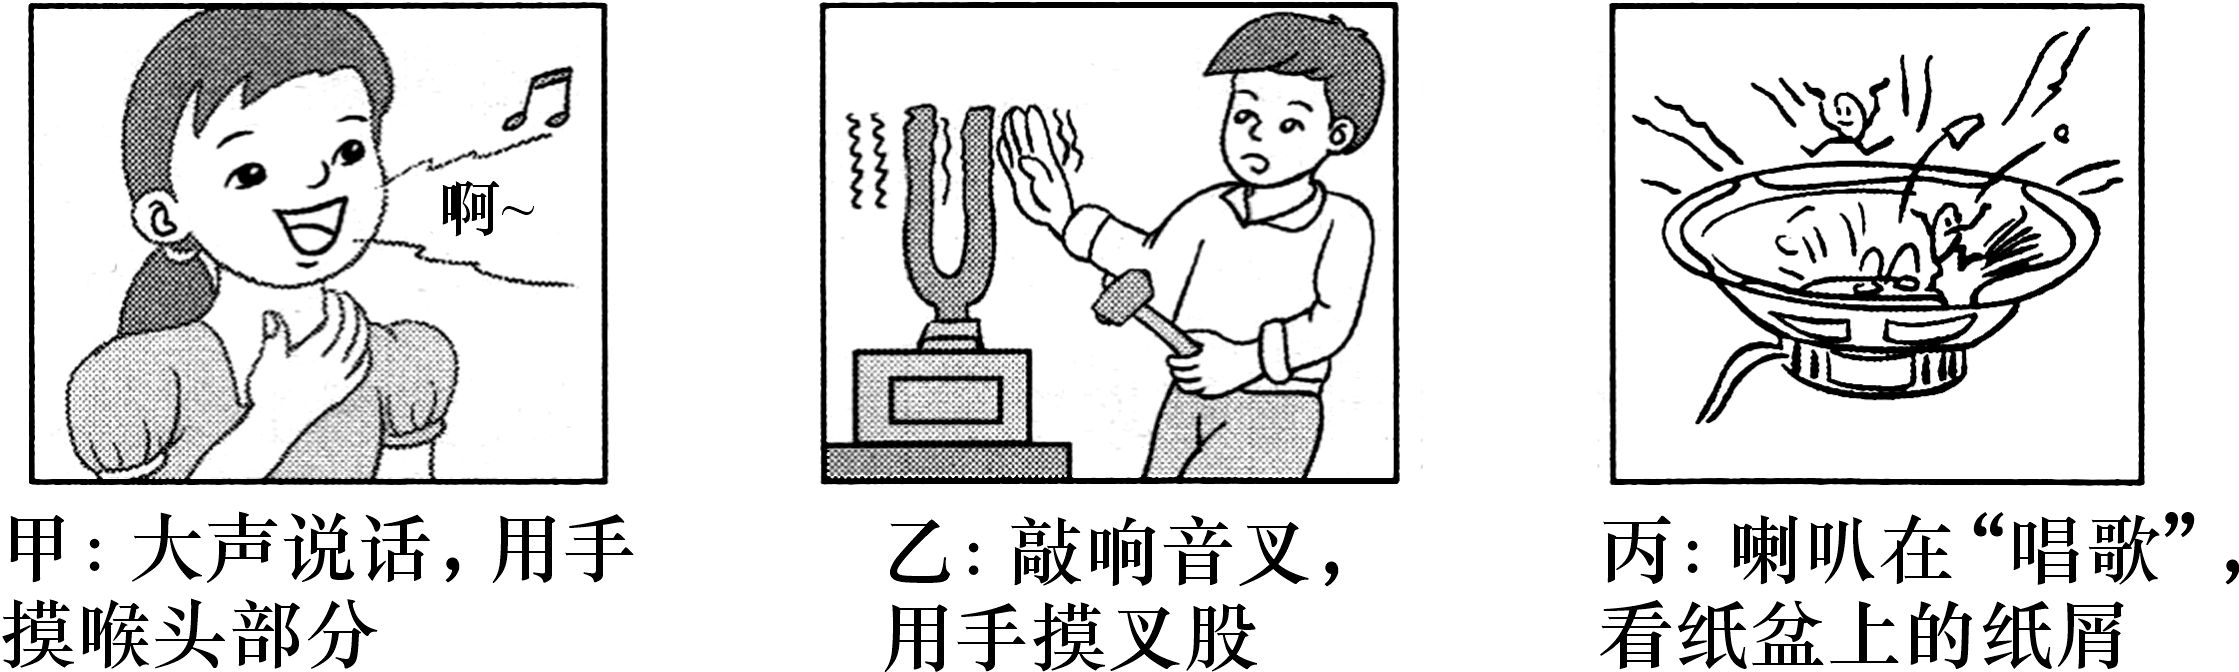 啊~
甲：大声说话，用手
摸喉头部分
乙：敲响音叉，
用手摸叉股
丙：喇叭在“唱歌”，
看纸盆上的纸屑